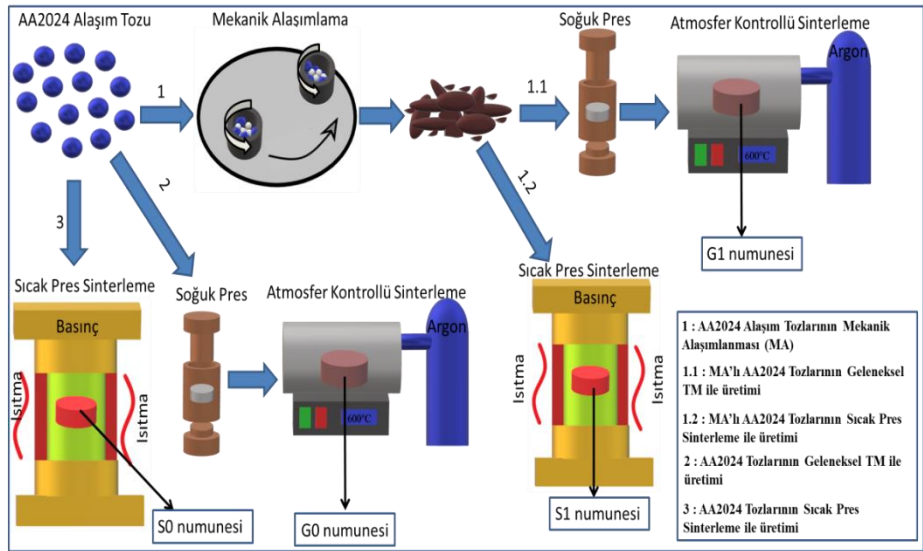 AA2024 Alaşım Tozu
Mekanik Alaşımlama
Soğuk Pres
Atmosfer Kontrollü Sinterleme
Argon
1
1.1
600°C
2
1.2
3
G1 numunesi
Sıcak Pres Sinterleme
Basınç
Isıtma
Isıtma
S0 numunesi
Soğuk Pres
Atmosfer Kontrollü Sinterleme
Argon
600°C
G0 numunesi
Sıcak Pres Sinterleme
Basınç
Isıtma
Isıtma
S1 numunesi
1 : AA2024 Alaşım Tozlarının Mekanik
Alaşımlanması (MA)
1.1 : MA'lı AA2024 Tozlarının Geleneksel
TM ile üretimi
1.2 : MA'lı AA2024 Tozlarının Sıcak Pres
Sinterleme ile üretimi
2 : AA2024 Tozlarının Geleneksel TM ile
üretimi
3 : AA2024 Tozlarının Sıcak Pres
Sinterleme ile üretimi